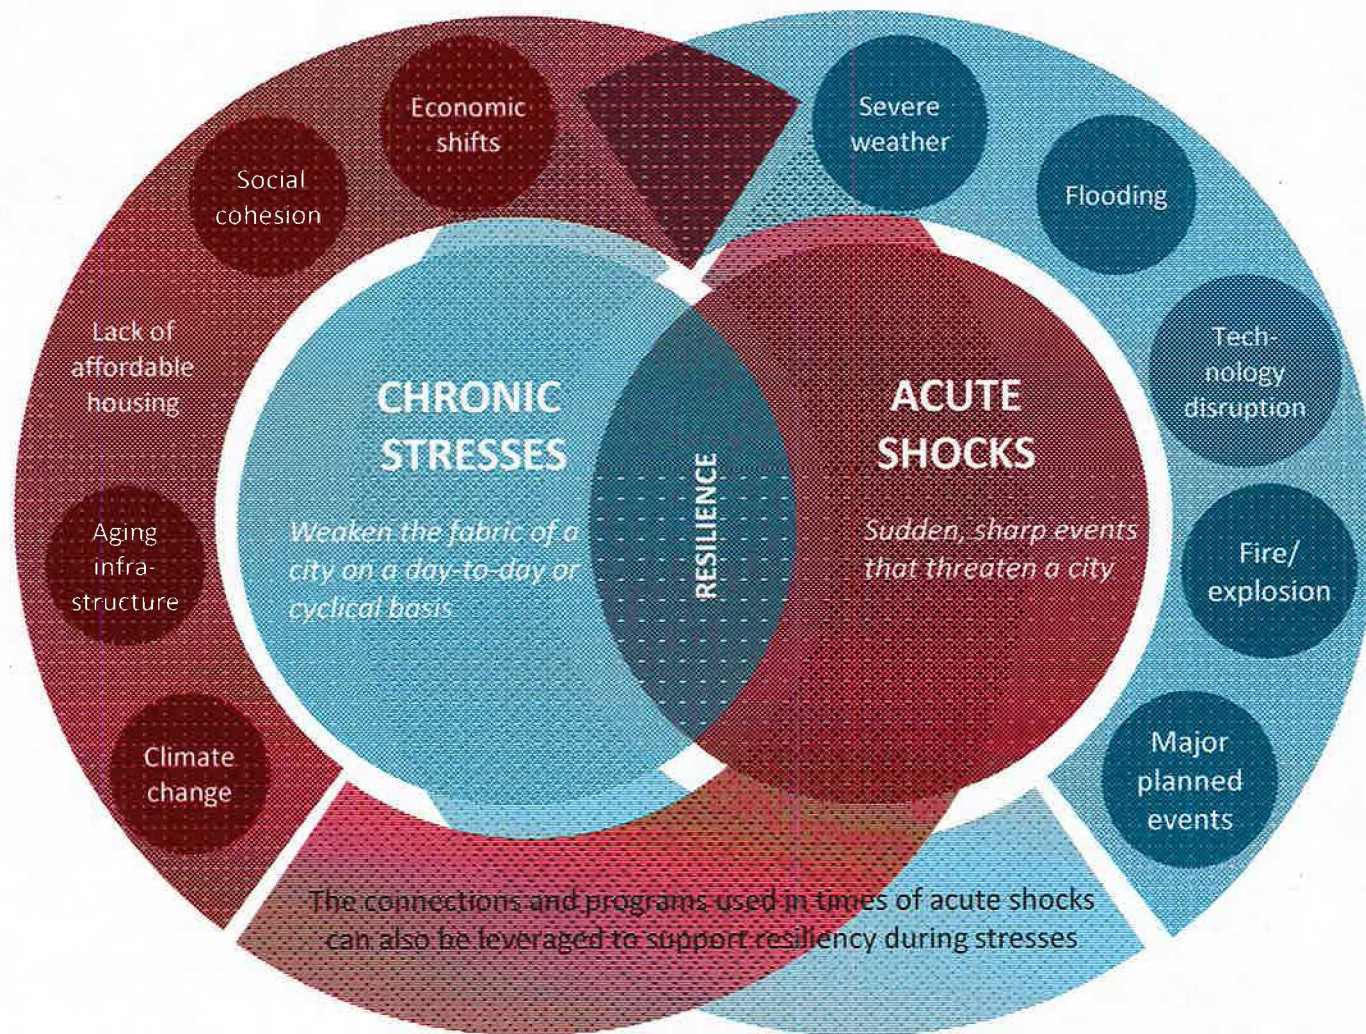 Economic
shifts
Social
cohesion
Lack of
affordable
housing
Aging
infra-
structure
Climate
change
CHRONIC
STRESSES
Weaken the fabric of a
city on a day-to-day or
cyclical basis
RESILIENCE
ACUTE
SHOCKS
Sudden, sharp events
that threaten a city
Severe
weather
Flooding
Tech-
nology
disruption
Fire/
explosion
Major
planned
events
The connections and programs used in times of acute shocks
can also be leveraged to support resiliency during stresses